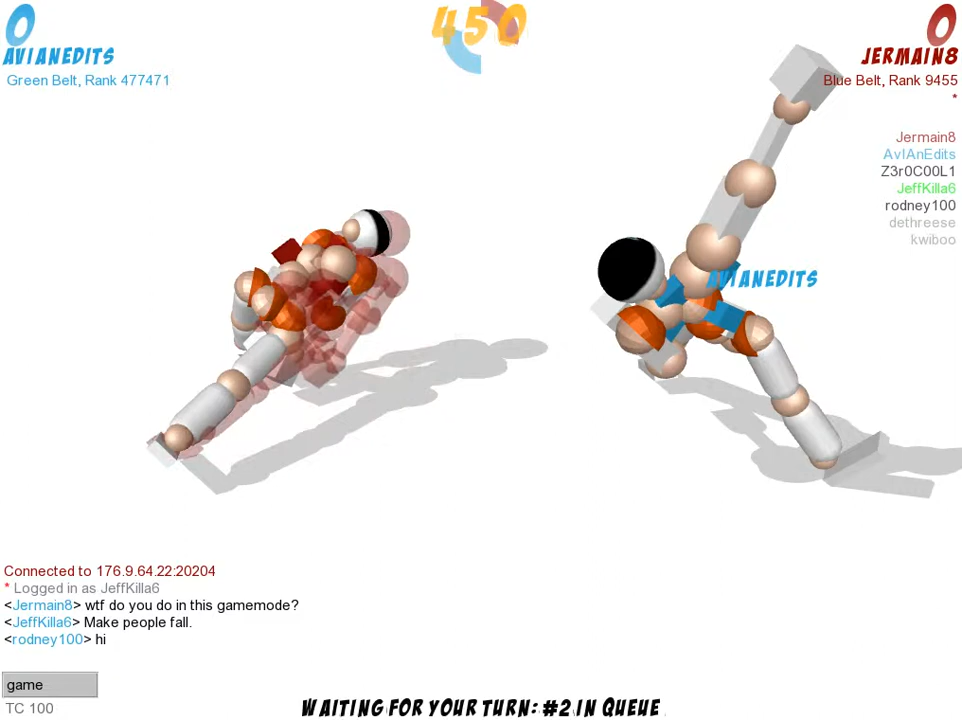 0
AVIANEDITS
Green Belt, Rank 477471
450
0
JERMAIN8
Blue Belt, Rank 9455
*
Jermain8
AvIAnEdits
Z3r0C00L1
JeffKilla6
rodney100
dethreese
kwiboo
AVIANEDITS
Connected to 176.9.64.22:20204
* Logged in as JeffKilla6
<Jermain8> wtf do you do in this gamemode?
<JeffKilla6> Make people fall.
<rodney100> hi
game
TC 100
WAITING FOR YOUR TURN: #2 IN QUEUE